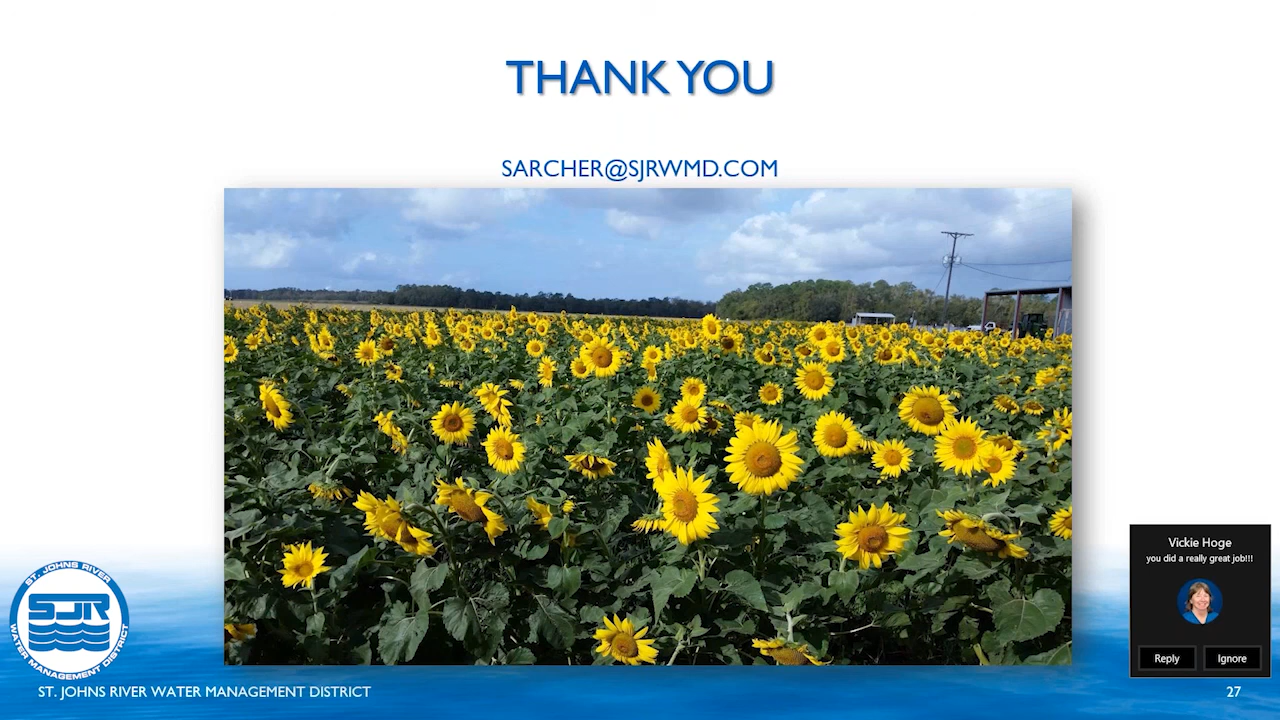 THANK YOU
SARCHER@SJRWMD.COM
Vickie Hoge
you did a really great job!!!
Reply Ignore
ST. JOHNS RIVER
SJR
WATER MANAGEMENT DISTRICT
ST. JOHNS RIVER WATER MANAGEMENT DISTRICT
27